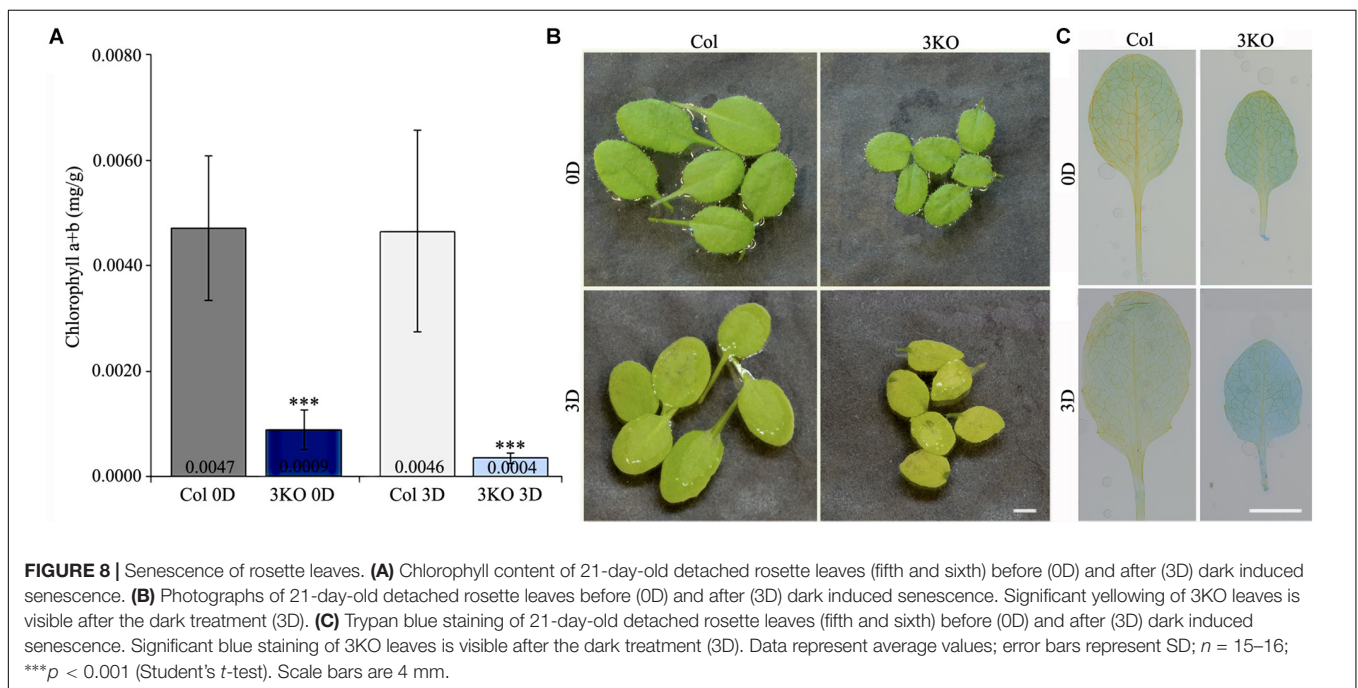 A
B
C
Col
3KO
Col
3KO
0.0080
0.0060
0.0040
0.0020
0.0000
Chlorophyll a+b (mg/g)
***
***
0.0047
0.0009
0.0046
0.0004
Col 0D
3KO 0D
Col 3D
3KO 3D
0D
3D
0D
3D
FIGURE 8 | Senescence of rosette leaves. (A) Chlorophyll content of 21-day-old detached rosette leaves (fifth and sixth) before (0D) and after (3D) dark induced
senescence. (B) Photographs of 21-day-old detached rosette leaves before (0D) and after (3D) dark induced senescence. Significant yellowing of 3KO leaves is
visible after the dark treatment (3D). (C) Trypan blue staining of 21-day-old detached rosette leaves (fifth and sixth) before (0D) and after (3D) dark induced
senescence. Significant blue staining of 3KO leaves is visible after the dark treatment (3D). Data represent average values; error bars represent SD; n = 15–16;
***p < 0.001 (Student's t-test). Scale bars are 4 mm.